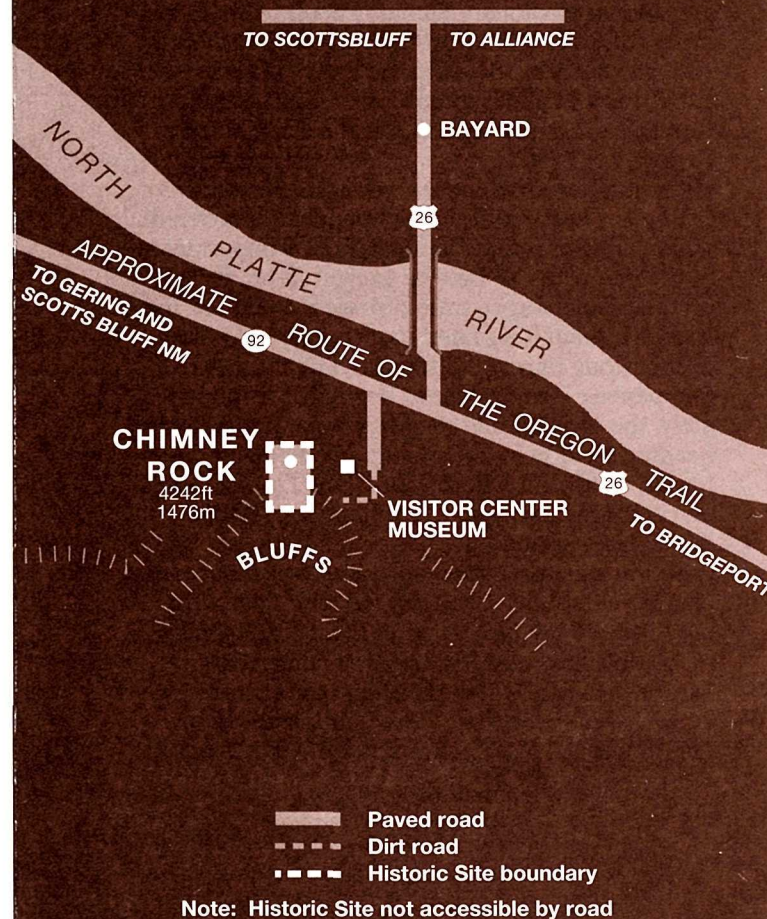 TO SCOTTSBLUFF TO ALLIANCE
BAYARD
26
NORTH PLATTE RIVER
APPROXIMATE ROUTE OF THE OREGON TRAIL
TO GERING AND
SCOTTS BLUFF NM
92
CHIMNEY
ROCK
4242ft
1476m
VISITOR CENTER
MUSEUM
26
TO BRIDGEPORT
BLUFFS
Paved road
Dirt road
Historic Site boundary
Note: Historic Site not accessible by road